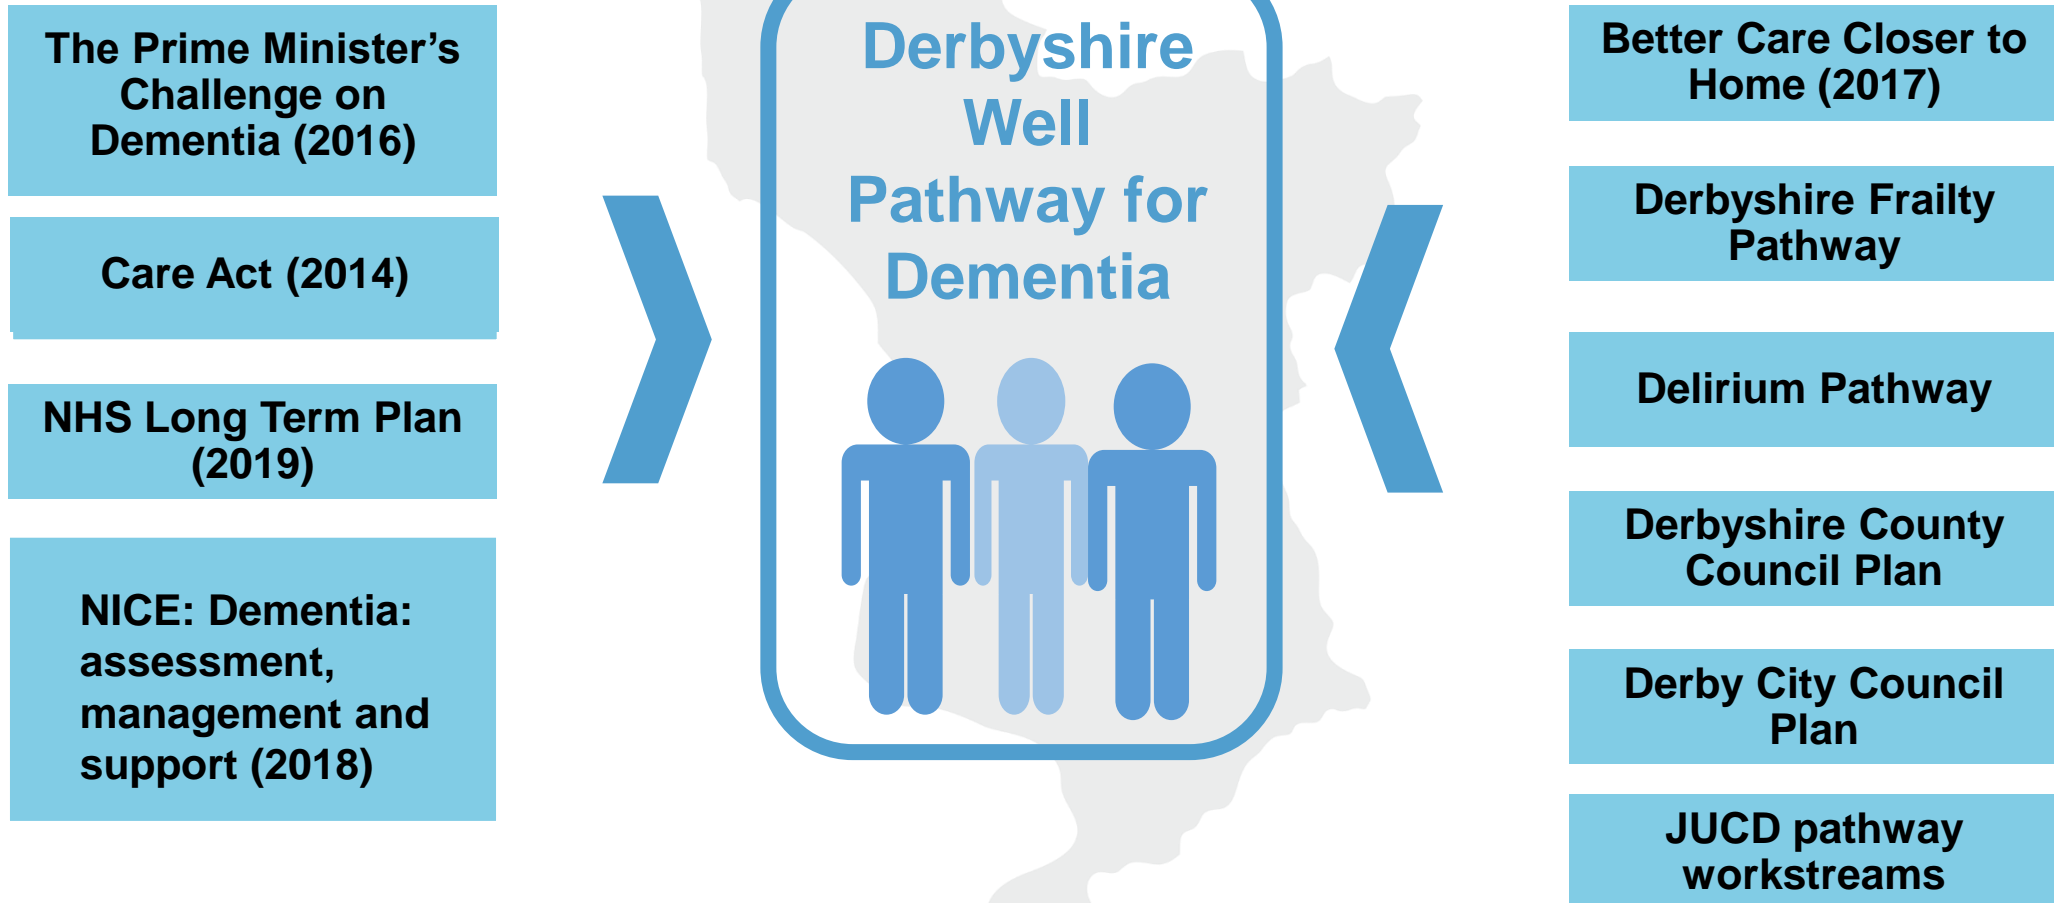 The Prime Minister’s
Challenge on
Dementia (2016)
Care Act (2014)
NHS Long Term Plan
(2019)
NICE: Dementia:
assessment,
management and
support (2018)
Derbyshire
Well
Pathway for
Dementia
Better Care Closer to
Home (2017)
Derbyshire Frailty
Pathway
Delirium Pathway
Derbyshire County
Council Plan
Derby City Council
Plan
JUCD pathway
workstreams